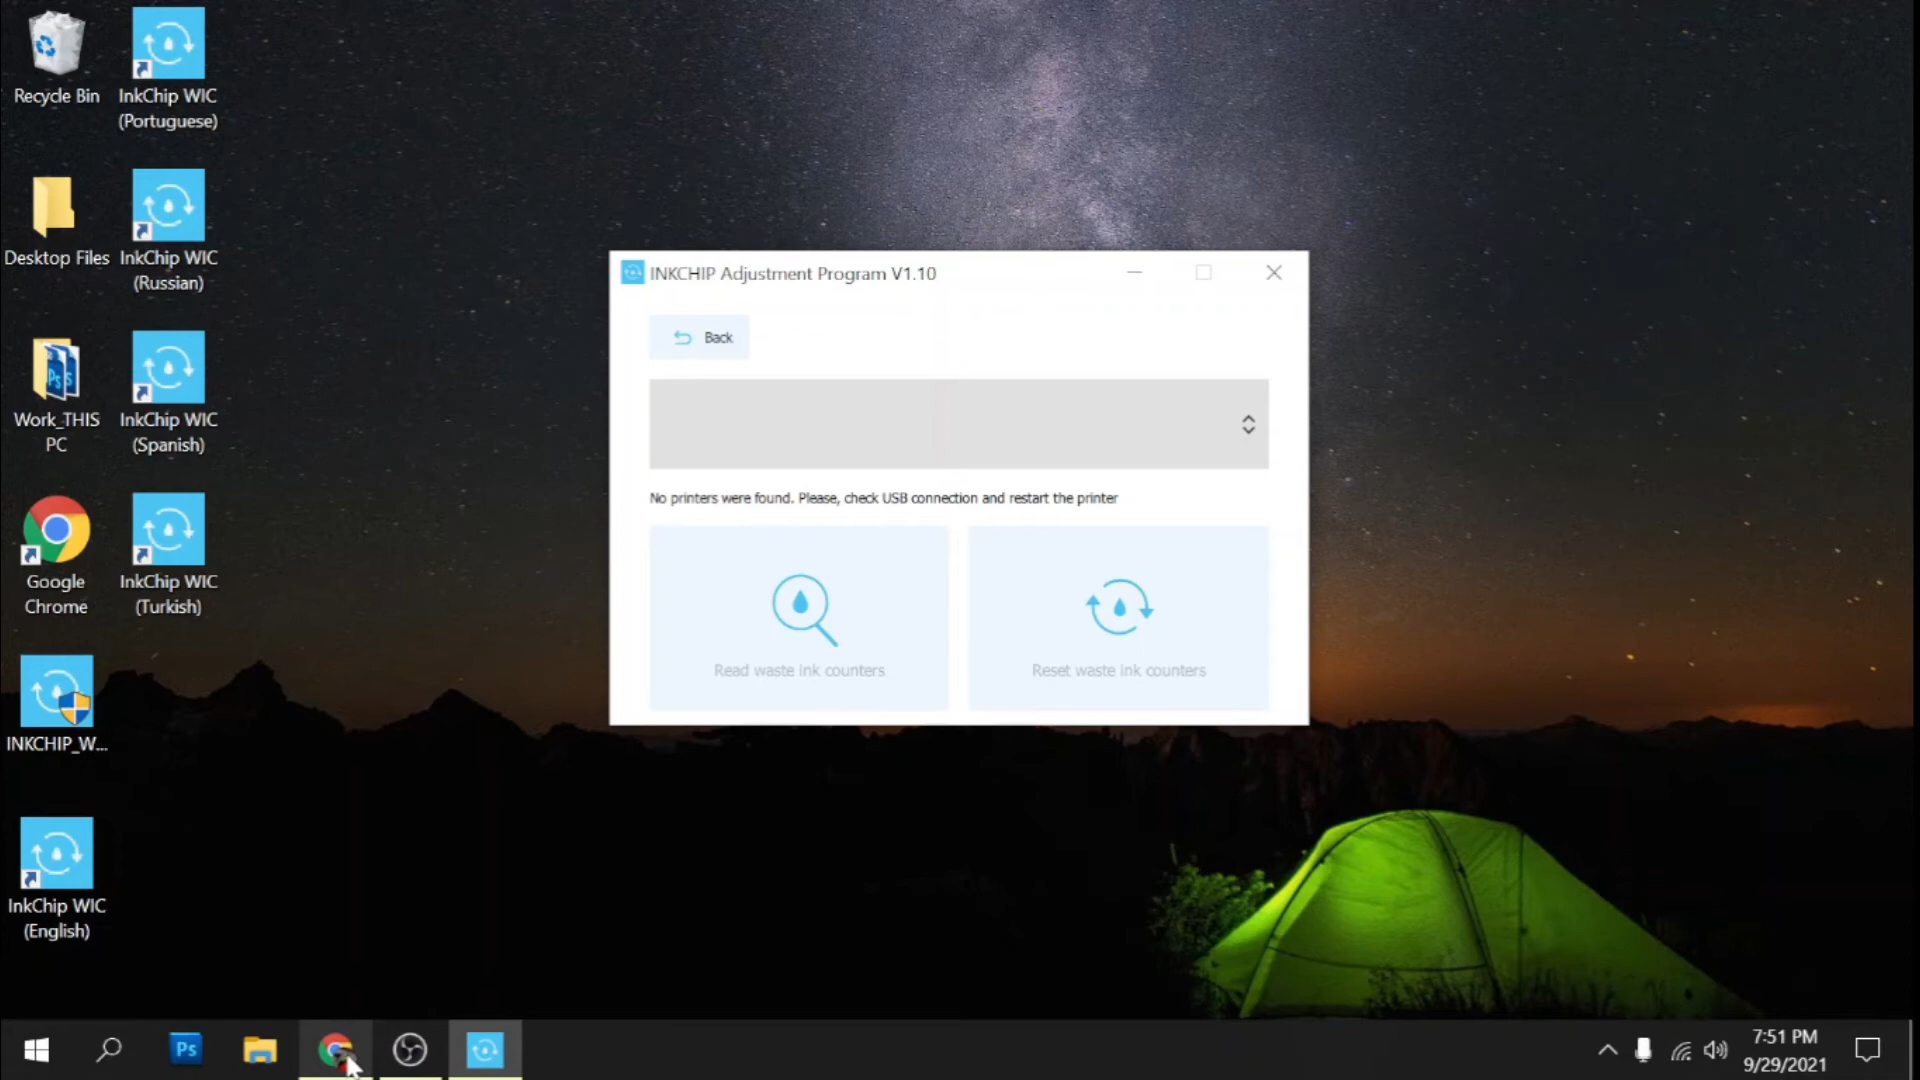 Recycle Bin
InkChip WIC
(Portuguese)
Desktop Files
InkChip WIC
(Russian)
Work_THIS
PC
InkChip WIC
(Spanish)
Google
Chrome
InkChip WIC
(Turkish)
INKCHIP_W...
InkChip WIC
(English)
INKCHIP Adjustment Program V1.10
Back
No printers were found. Please, check USB connection and restart the printer
Read waste ink counters
Reset waste ink counters
Ps
7:51 PM
9/29/2021